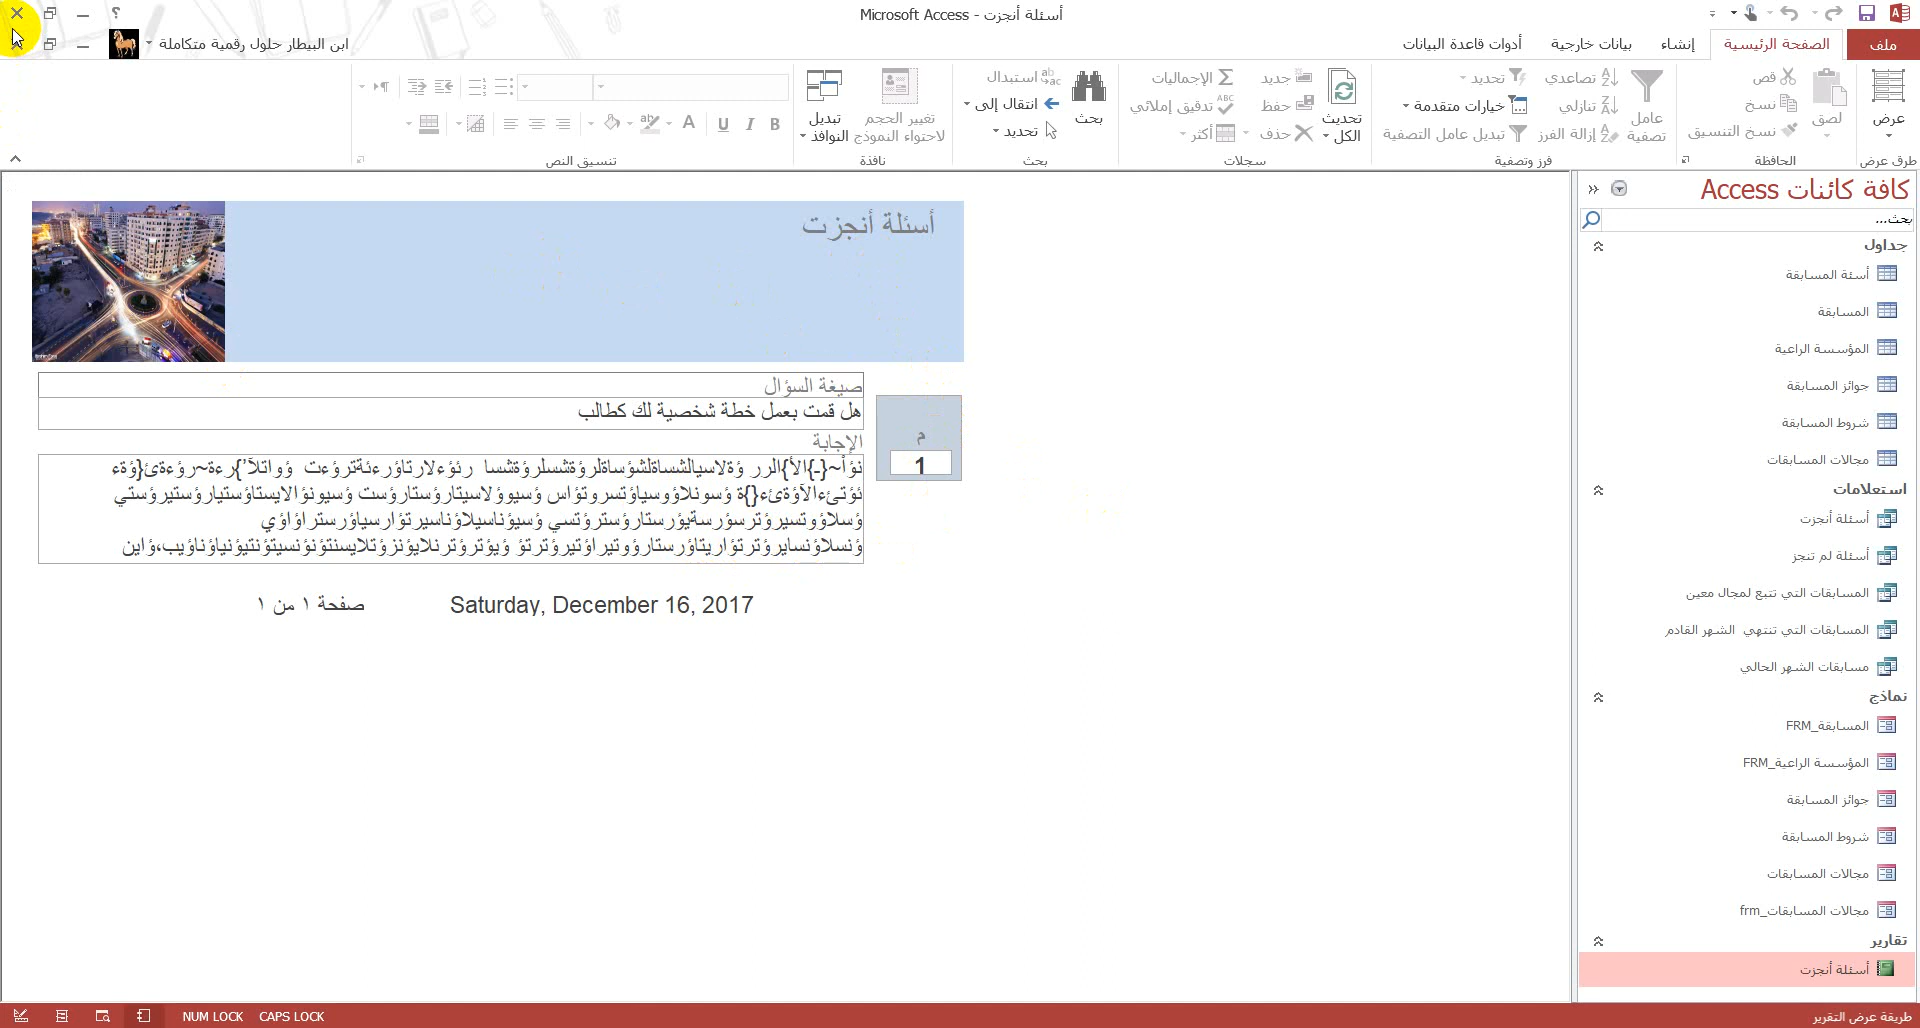 أسئلة أنجزت - Microsoft Access
ملف
الصفحة الرئيسية
إنشاء
بيانات خارجية
أدوات قاعدة البيانات
ابن البيطار حلول رقمية متكاملة
عرض
طرق عرض
لصق
قص
نسخ
نسخ التنسيق
الحافظة
عامل تصفية
تصاعدي
تنازلي
إزالة الفرز
تحديد
خيارات متقدمة
تبديل عامل التصفية
فرز وتصفية
تحديث الكل
جديد
حفظ
حذف
الإجماليات
تدقيق إملائي
أكثر
سجلات
بحث
استبدال
انتقال إلى
تحديد
بحث
تغيير الحجم لاحتواء النموذج
تبديل النوافذ
نافذة
تنسيق النص
كافة كائنات Access
بحث...
جداول
أسئة المسابقة
المسابقة
المؤسسة الراعية
جوائز المسابقة
شروط المسابقة
مجالات المسابقات
استعلامات
أسئلة أنجزت
أسئلة لم تنجز
المسابقات التي تتبع لمجال معين
المسابقات التي تنتهي الشهر القادم
مسابقات الشهر الحالي
نماذج
المسابقة_FRM
المؤسسة الراعية_FRM
جوائز المسابقة
شروط المسابقة
مجالات المسابقات
مجالات المسابقات_frm
تقارير
أسئلة أنجزت
أسئلة أنجزت
صيغة السؤال
هل قمت بعمل خطة شخصية لك كطالب
الإجابة
م
1
Saturday, December 16, 2017
صفحة ١ من ١
طريقة عرض التقرير
NUM LOCK
CAPS LOCK